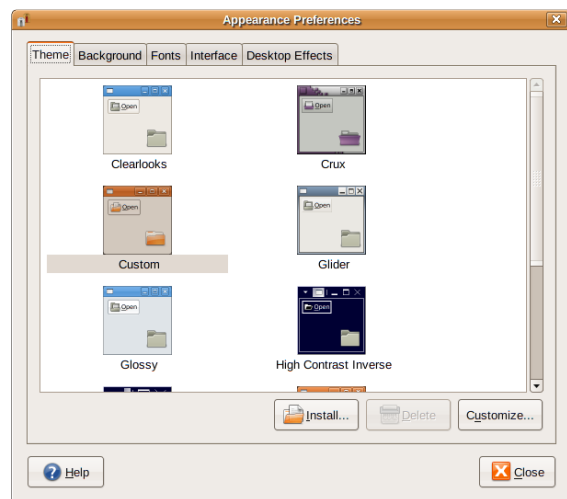 Appearance Preferences
Theme Background Fonts Interface Desktop Effects
Open
Open
Clearlooks Crux
Open
Open
Custom Glider
Open
Open
Glossy High Contrast Inverse
Install... Delete Customize...
Help Close